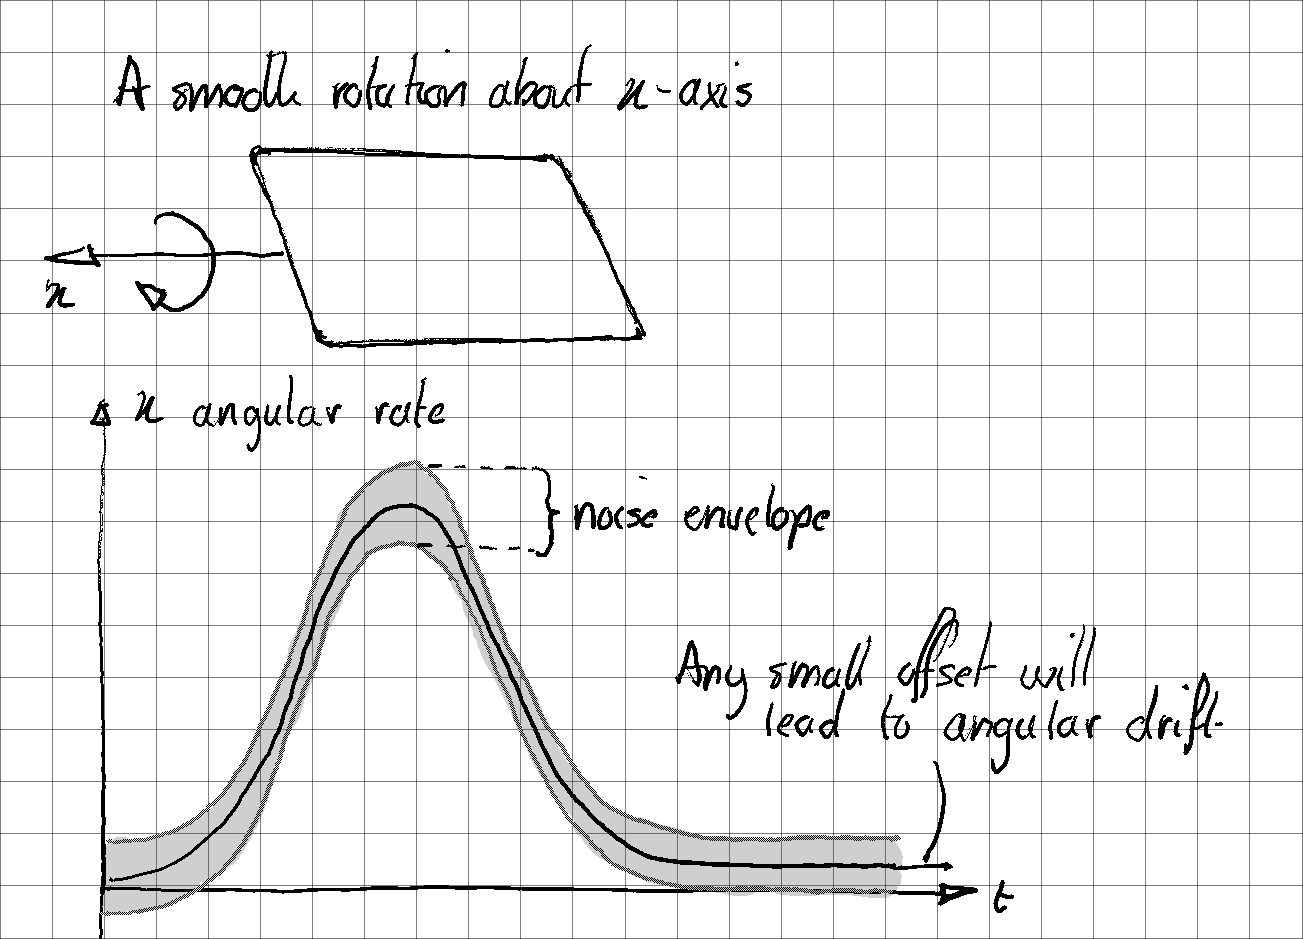 A smooth rotation about x-axis
x
x angular rate
noise envelope
Any small offset will
lead to angular drift
t